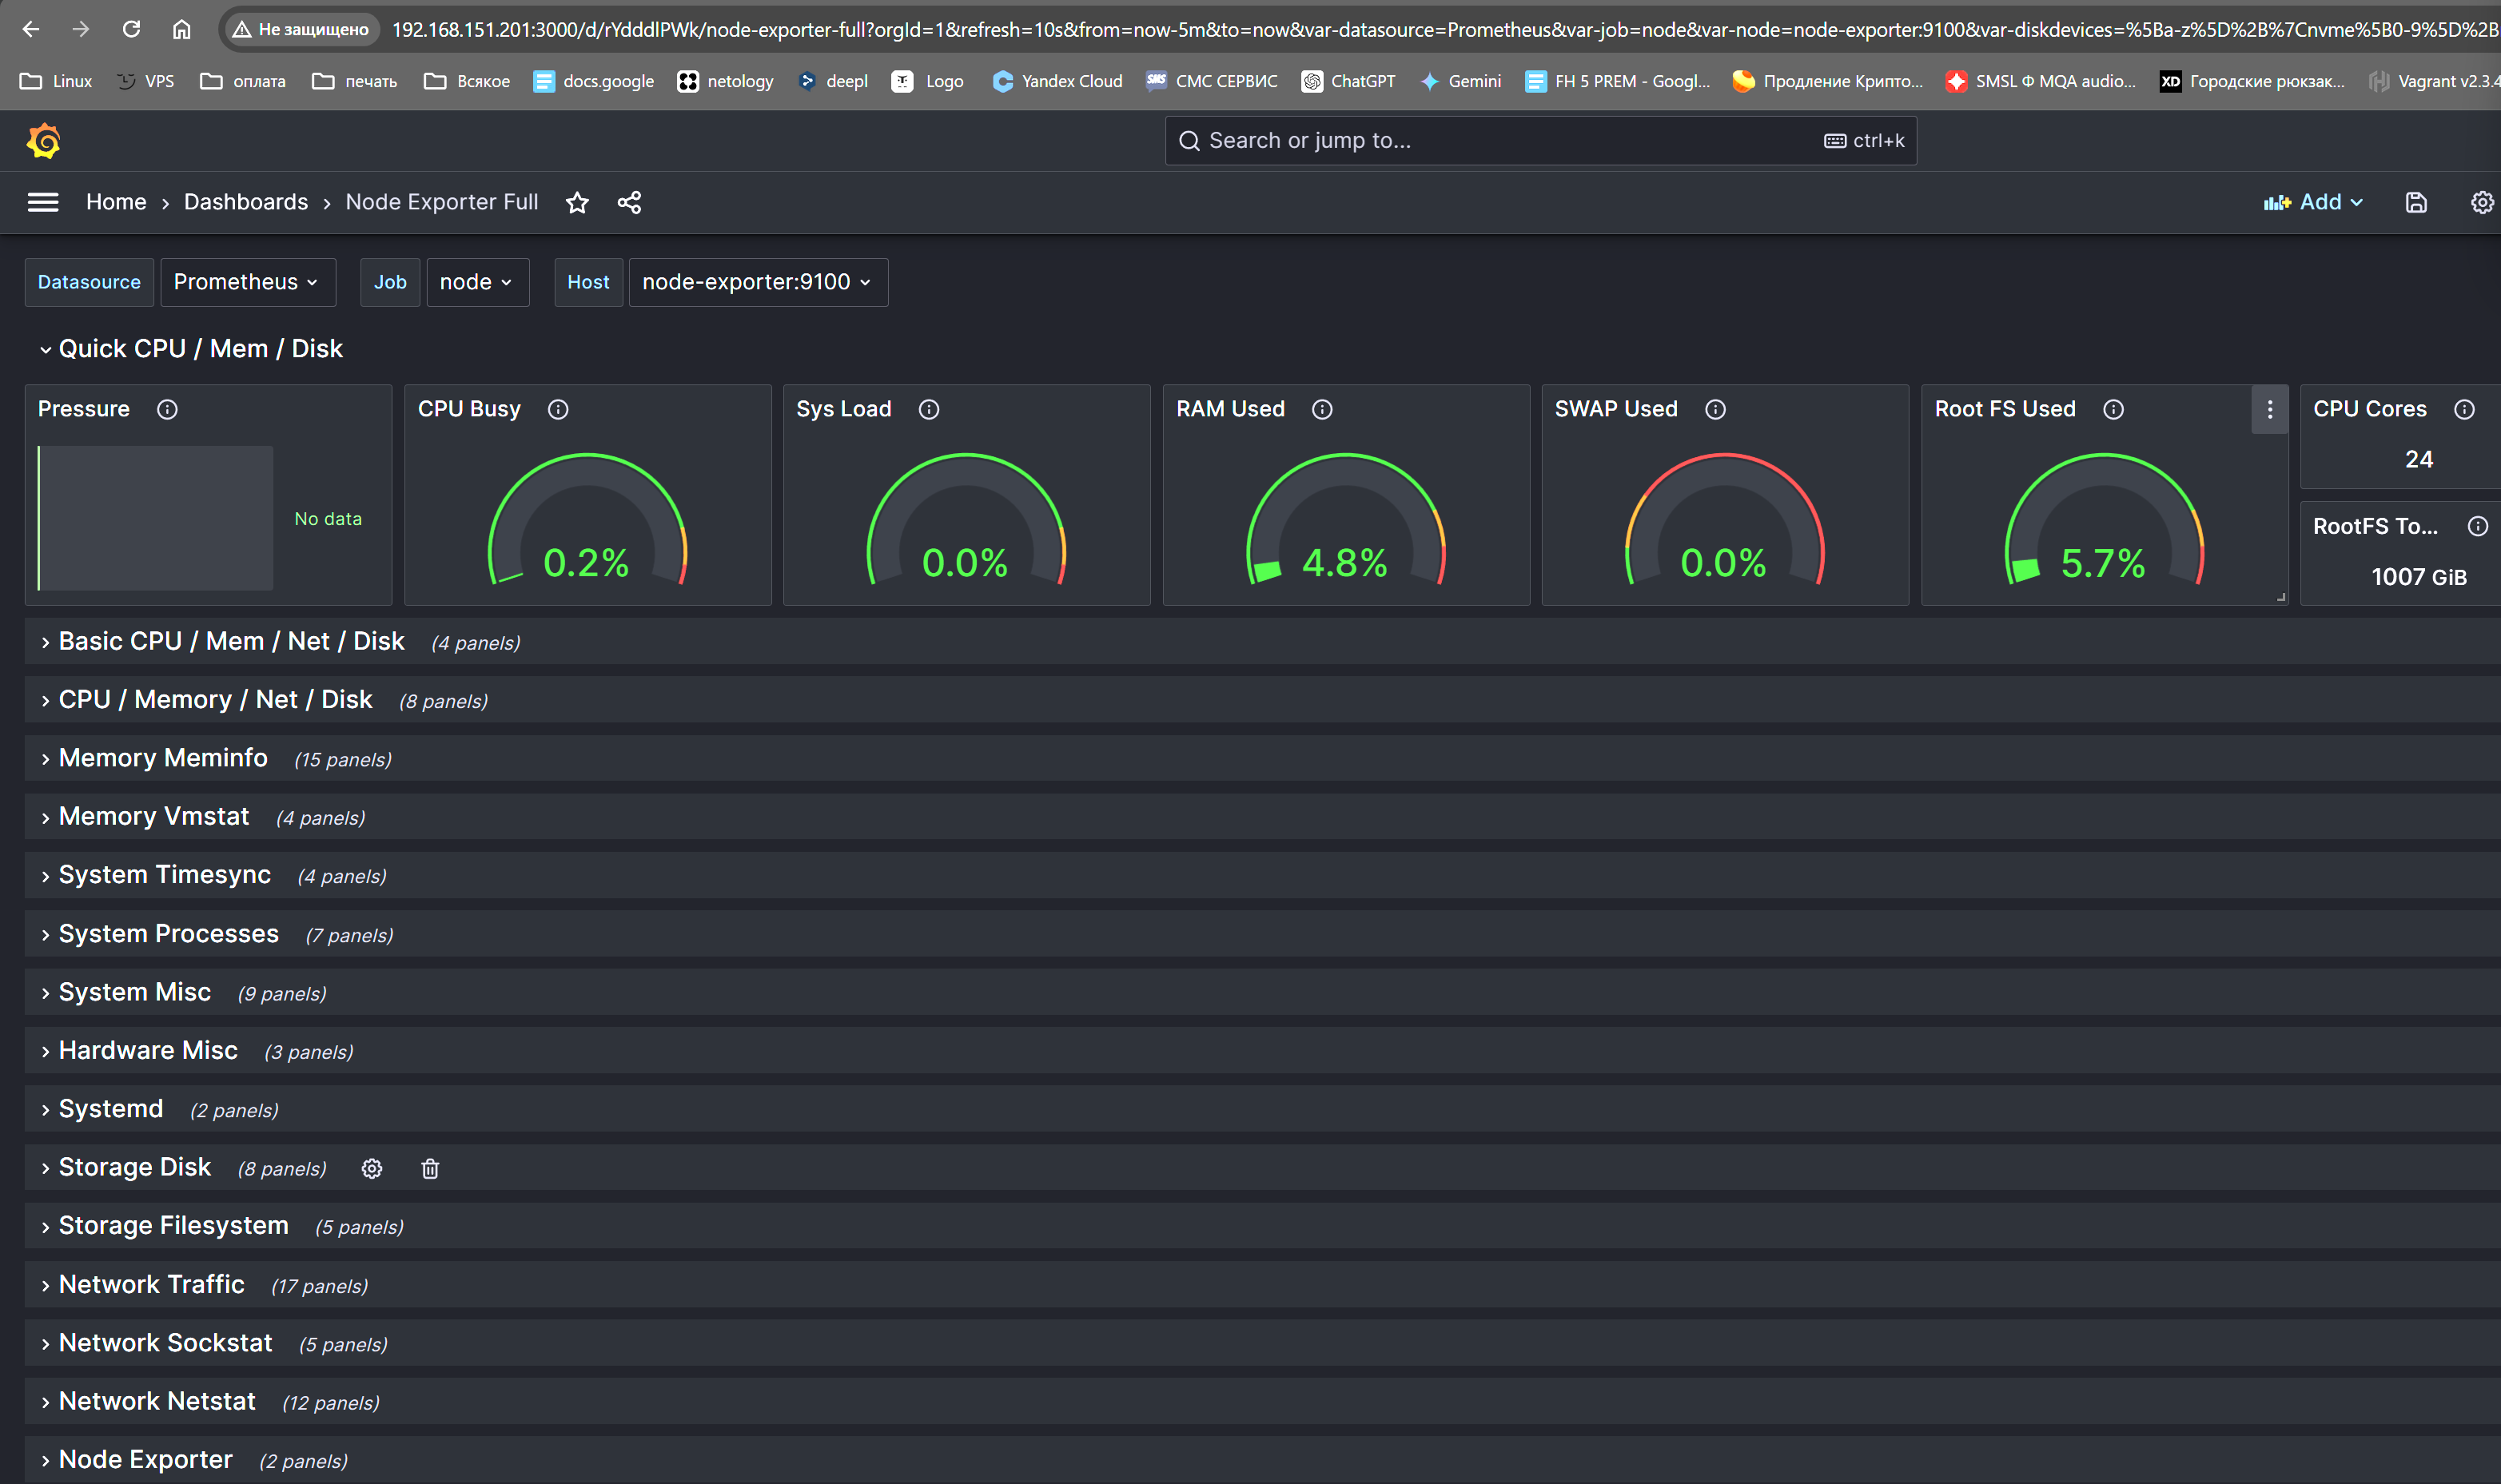 Не защищено 192.168.151.201:3000/d/rYdddlPWk/node-exporter-full?orgId=1&refresh=10s&from=now-5m&to=now&var-datasource=Prometheus&var-job=node&var-node=node-exporter:9100&var-diskdevices=%5Ba-z%5D%2B%7Cnvme%5B0-9%5D%2B
Linux VPS оплата печать Всякое docs.google netology deepl Logo Yandex Cloud СМС СЕРВИС ChatGPT Gemini FH 5 PREM - Googl... Продление Крипто... SMSL Ф MQA audio... XD Городские рюкзак... Vagrant v2.3.4
Search or jump to... ctrl+k
Home › Dashboards › Node Exporter Full Add
Datasource Prometheus Job node Host node-exporter:9100
Quick CPU / Mem / Disk
Pressure
No data
CPU Busy
0.2%
Sys Load
0.0%
RAM Used
4.8%
SWAP Used
0.0%
Root FS Used
5.7%
CPU Cores
24
RootFS To...
1007 GiB
Basic CPU / Mem / Net / Disk (4 panels)
CPU / Memory / Net / Disk (8 panels)
Memory Meminfo (15 panels)
Memory Vmstat (4 panels)
System Timesync (4 panels)
System Processes (7 panels)
System Misc (9 panels)
Hardware Misc (3 panels)
Systemd (2 panels)
Storage Disk (8 panels)
Storage Filesystem (5 panels)
Network Traffic (17 panels)
Network Sockstat (5 panels)
Network Netstat (12 panels)
Node Exporter (2 panels)